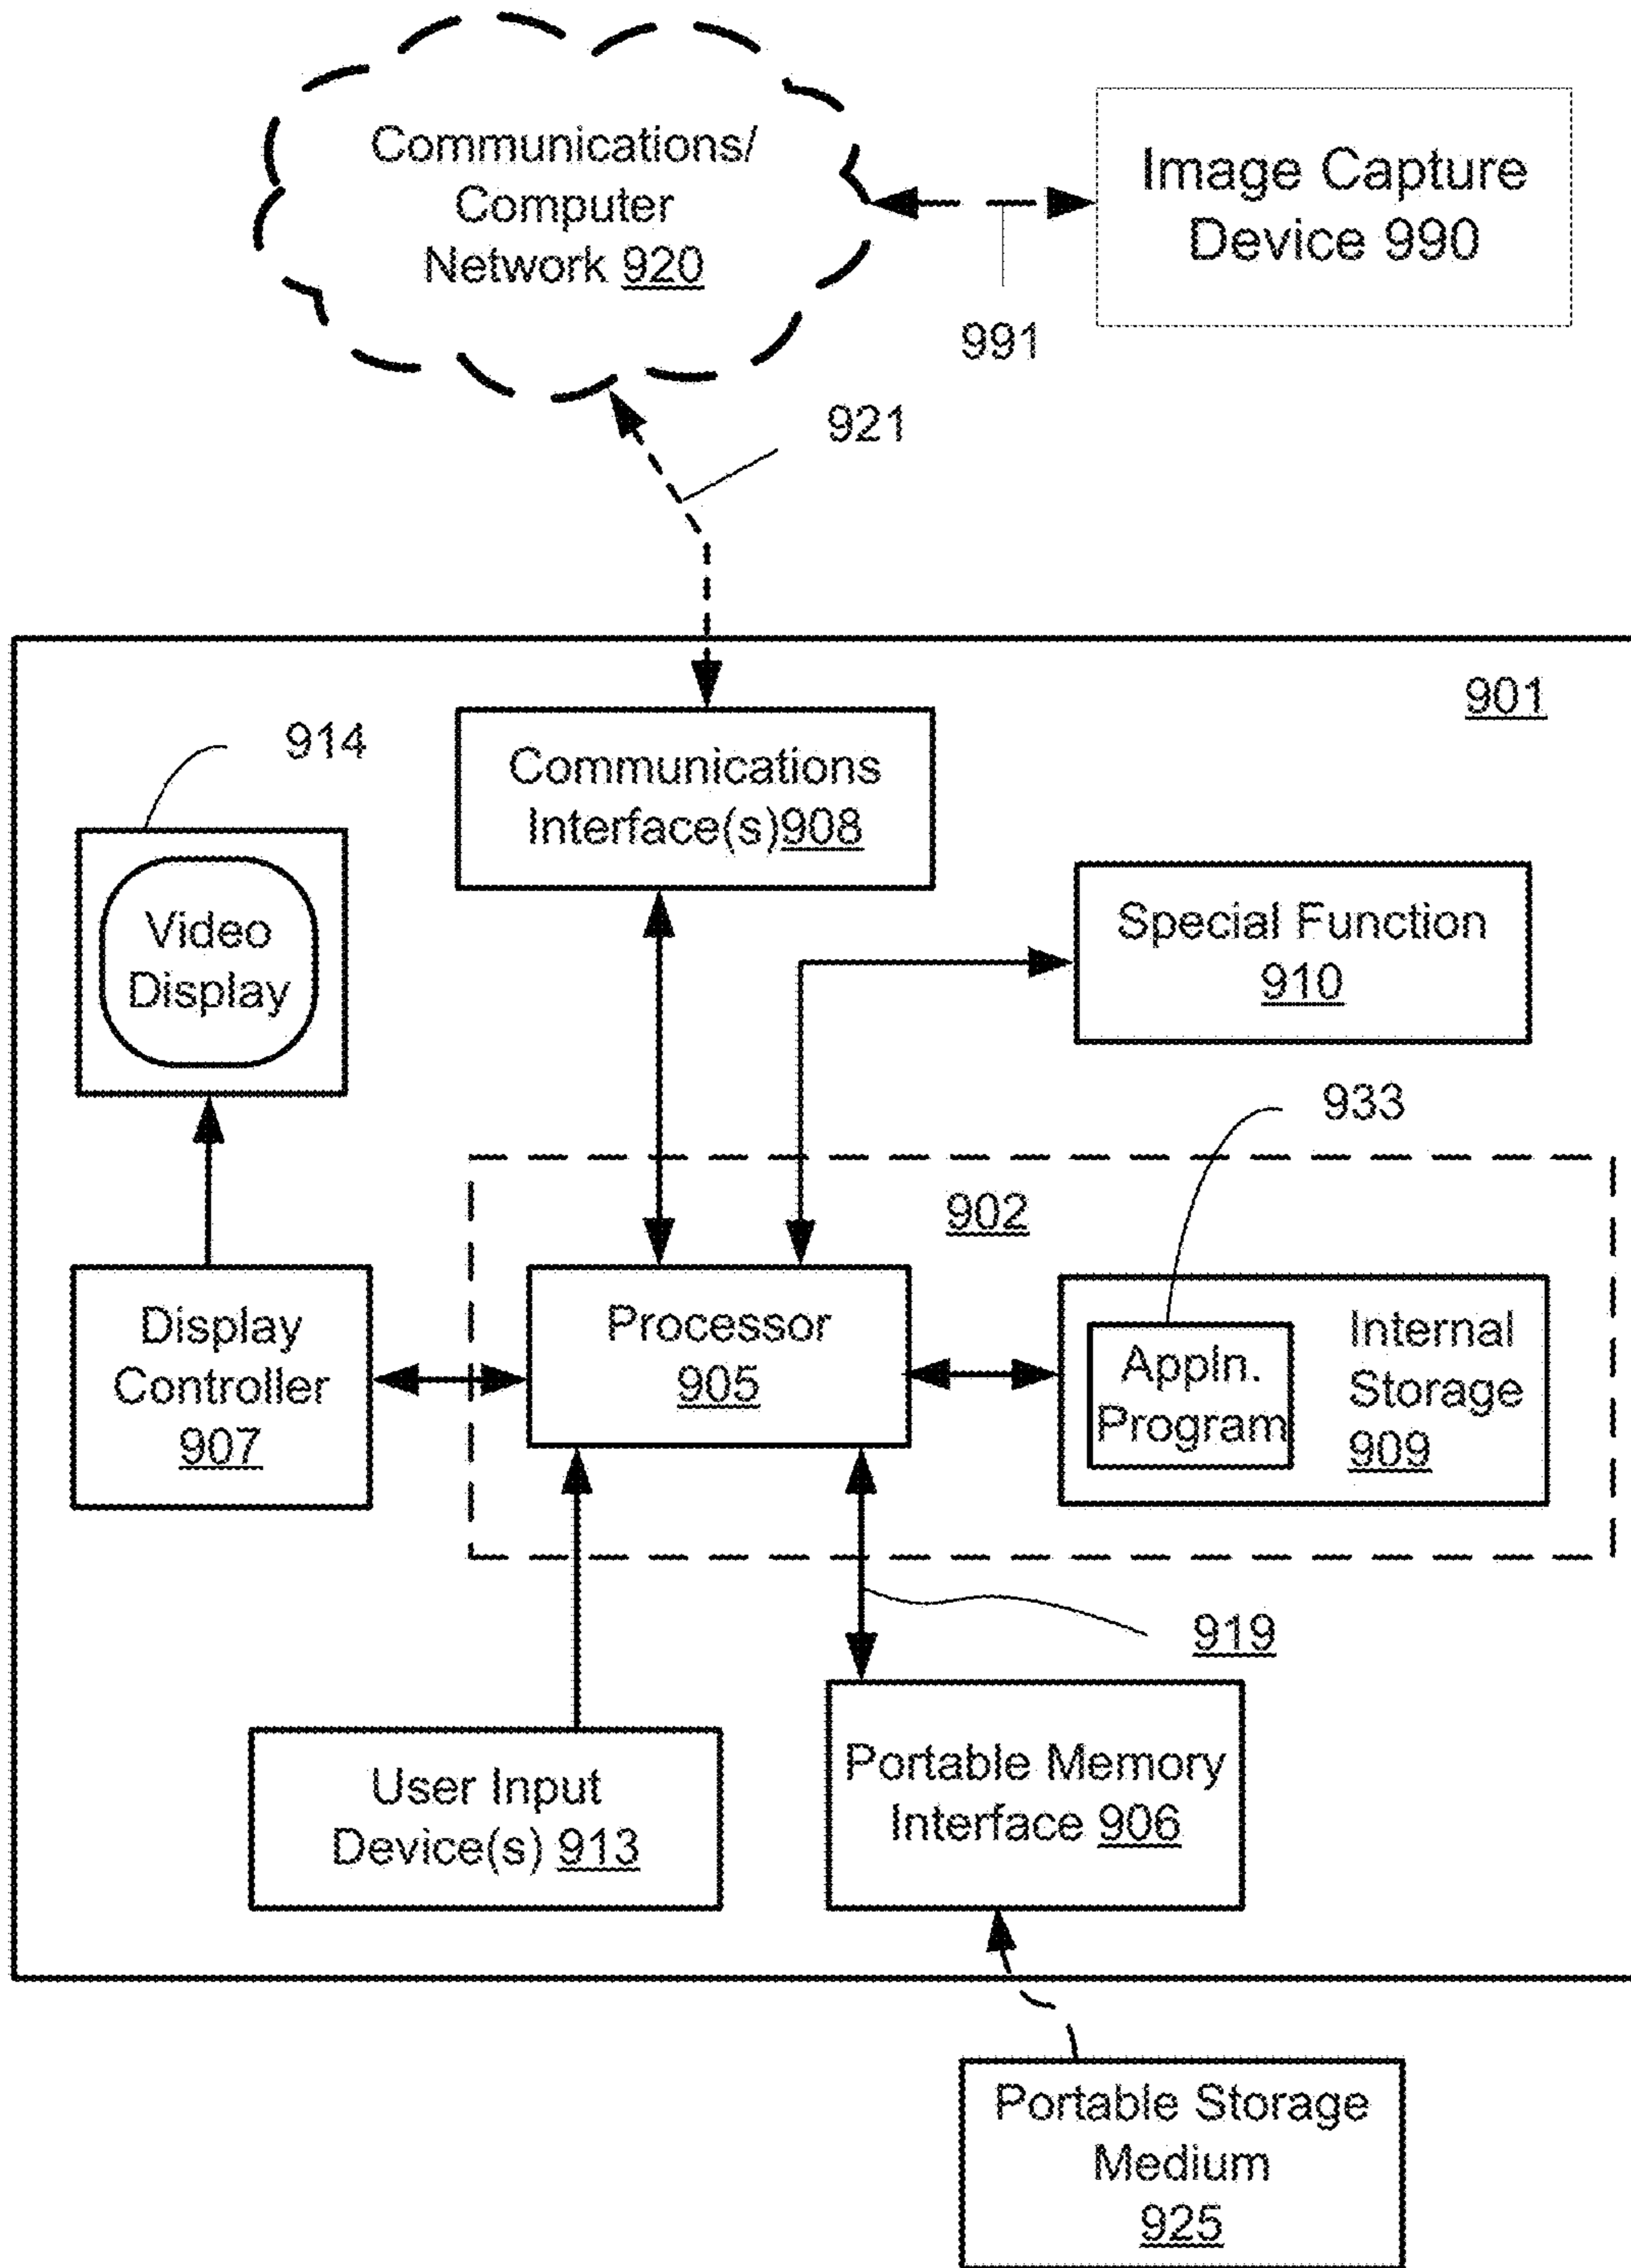 Communications/
Computer
Network 920
Image Capture
Device 990
991
921
901
914
Communications
Interface(s)908
Video
Display
Special Function
910
933
902
Display
Controller
907
Processor
905
Appln.
Program
Internal
Storage
909
919
User Input
Device(s) 913
Portable Memory
Interface 906
Portable Storage
Medium
925